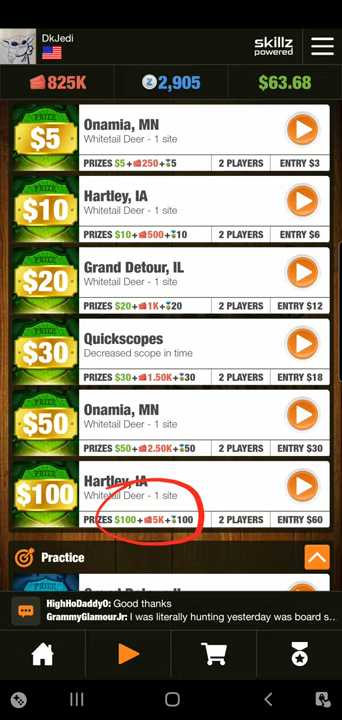 DkJedi
skillz
powered
825K
Z 2,905
$63.68
PRIZE
$5
Onamia, MN
Whitetail Deer - 1 site
PRIZES $5+250+5 2 PLAYERS ENTRY $3
PRIZE
$10
Hartley, IA
Whitetail Deer - 1 site
PRIZES $10+500+10 2 PLAYERS ENTRY $6
PRIZE
$20
Grand Detour, IL
Whitetail Deer - 1 site
PRIZES $20+1K+20 2 PLAYERS ENTRY $12
PRIZE
$30
Quickscopes
Decreased scope in time
PRIZES $30+1.50K+30 2 PLAYERS ENTRY $18
PRIZE
$50
Onamia, MN
Whitetail Deer - 1 site
PRIZES $50+2.50K+50 2 PLAYERS ENTRY $30
PRIZE
$100
Hartley, IA
Whitetail Deer - 1 site
PRIZES $100+5K+100 2 PLAYERS ENTRY $60
Practice
HighHoDaddyO: Good thanks
GrammyGlamourJr: I was literally hunting yesterday was board s..